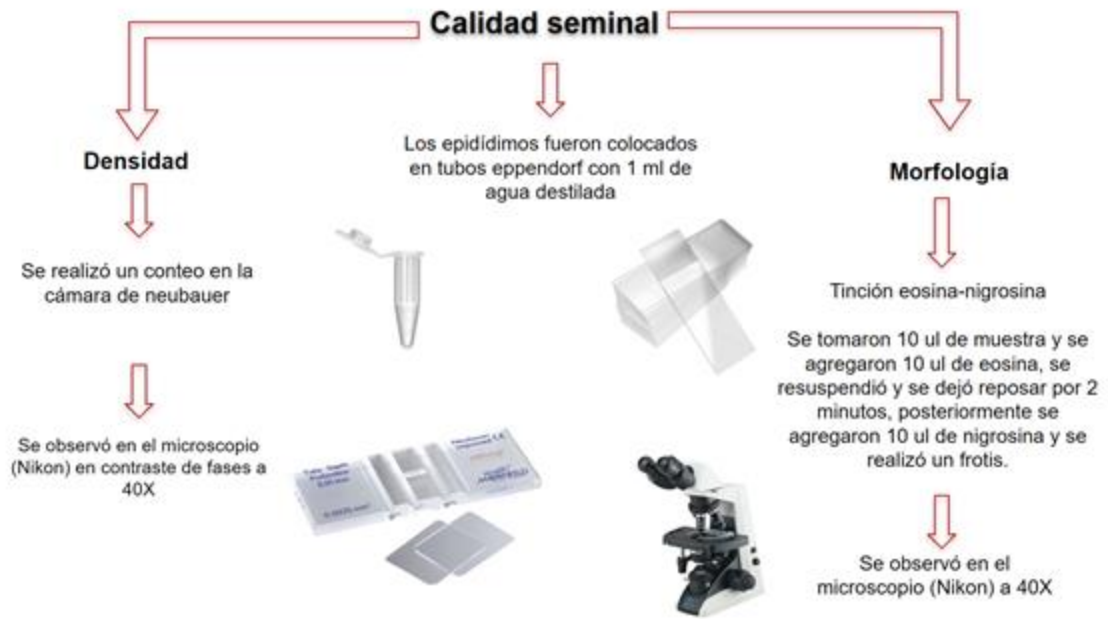 Calidad seminal
Densidad
Se realizó un conteo en la
cámara de neubauer
Se observó en el microscopio
(Nikon) en contraste de fases a
40X
Los epidídimos fueron colocados
en tubos eppendorf con 1 ml de
agua destilada
Morfología
Tinción eosina-nigrosina
Se tomaron 10 ul de muestra y se
agregaron 10 ul de eosina, se
resuspendió y se dejó reposar por 2
minutos, posteriormente se
agregaron 10 ul de nigrosina y se
realizó un frotis.
Se observó en el
microscopio (Nikon) a 40X